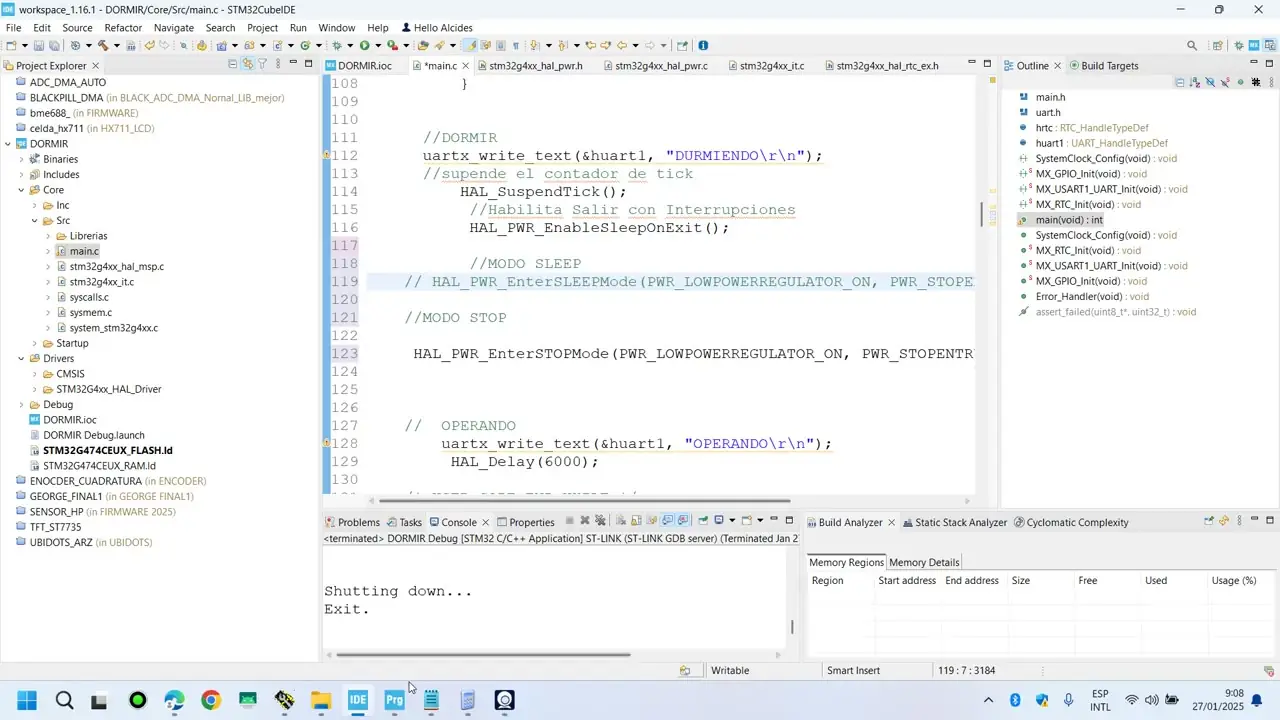 workspace_1.16.1 - DORMIR/Core/Src/main.c - STM32CubeIDE
File Edit Source Refactor Navigate Search Project Run Window Help Hello Alcides
Project Explorer
ADC_DMA_AUTO
BLACKPILL_DMA (in BLACK_ADC_DMA_Nornal_LIB_mejor)
bme688_ (in FIRMWARE)
celda_hx711 (in HX711_LCD)
DORMIR
Binaries
Includes
Core
Inc
Src
Librerias
main.c
stm32g4xx_hal_msp.c
stm32g4xx_it.c
syscalls.c
sysmem.c
system_stm32g4xx.c
Startup
Drivers
CMSIS
STM32G4xx_HAL_Driver
Debug
DORMIR.ioc
DORMIR Debug.launch
STM32G474CEUX_FLASH.ld
STM32G474CEUX_RAM.ld
ENOCDER_CUADRATURA (in ENCODER)
GEORGE_FINAL1 (in GEORGE FINAL1)
SENSOR_HP (in FIRMWARE 2025)
TFT_ST7735
UBIDOTS_ARZ (in UBIDOTS)
DORMIR.ioc *main.c stm32g4xx_hal_pwr.h stm32g4xx_hal_pwr.c stm32g4xx_it.c stm32g4xx_hal_rtc_ex.h
108 }
109
110
111 //DORMIR
112 uartx_write_text(&huart1, "DURMIENDO\r\n");
113 //supende el contador de tick
114 HAL_SuspendTick();
115 //Habilita Salir con Interrupciones
116 HAL_PWR_EnableSleepOnExit();
117
118 //MODO SLEEP
119 // HAL_PWR_EnterSLEEPMode(PWR_LOWPOWERREGULATOR_ON, PWR_STOPE
120
121 //MODO STOP
122
123 HAL_PWR_EnterSTOPMode(PWR_LOWPOWERREGULATOR_ON, PWR_STOPENTR
124
125
126
127 // OPERANDO
128 uartx_write_text(&huart1, "OPERANDO\r\n");
129 HAL_Delay(6000);
130
Outline Build Targets
main.h
uart.h
hrtc : RTC_HandleTypeDef
huart1 : UART_HandleTypeDef
SystemClock_Config(void) : void
MX_GPIO_Init(void) : void
MX_USART1_UART_Init(void) : void
MX_RTC_Init(void) : void
main(void) : int
SystemClock_Config(void) : void
MX_RTC_Init(void) : void
MX_USART1_UART_Init(void) : void
MX_GPIO_Init(void) : void
Error_Handler(void) : void
assert_failed(uint8_t*, uint32_t) : void
Problems Tasks Console Properties
<terminated> DORMIR Debug [STM32 C/C++ Application] ST-LINK (ST-LINK GDB server) (Terminated Jan 2
Shutting down...
Exit.
Build Analyzer Static Stack Analyzer Cyclomatic Complexity
Memory Regions Memory Details
Region Start address End address Size Free Used Usage (%)
Writable Smart Insert 119 : 7 : 3184
IDE Prg
ESP
INTL
9:08
27/01/2025